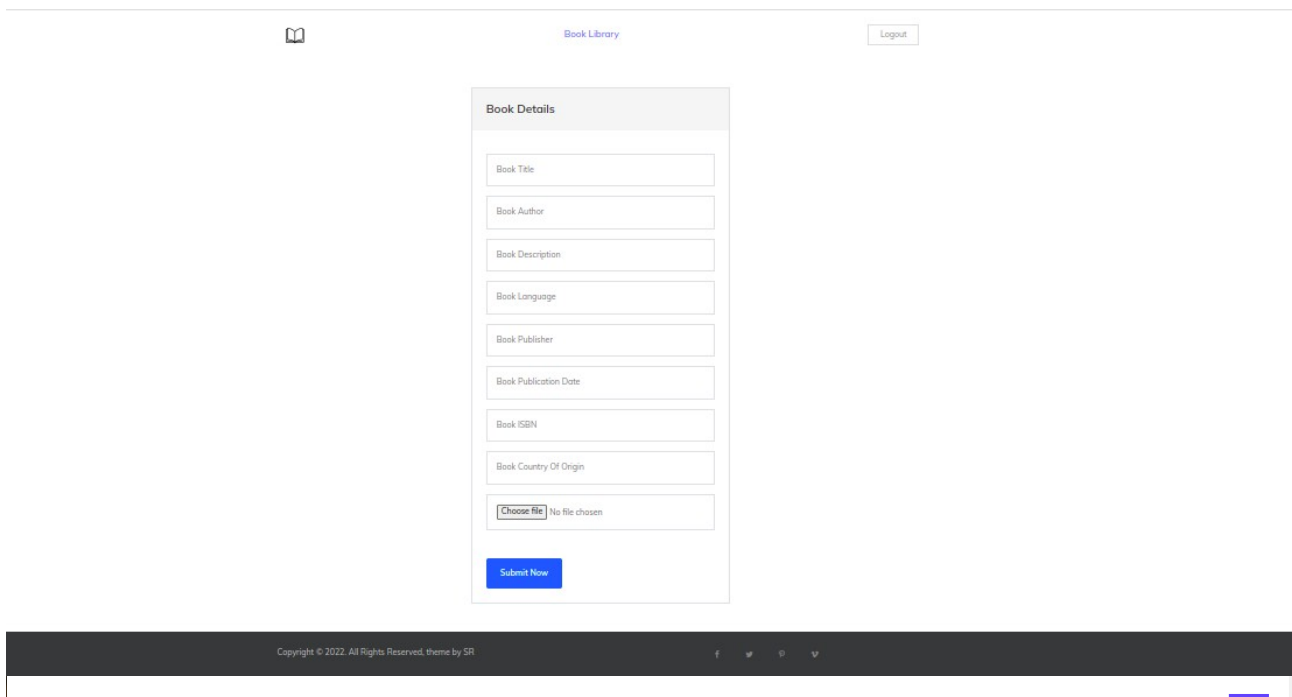 Book Library
Logout
Book Details
Book Title
Book Author
Book Description
Book Language
Book Publisher
Book Publication Date
Book ISBN
Book Country Of Origin
Choose file No file chosen
Submit Now
Copyright © 2022. All Rights Reserved, theme by SR